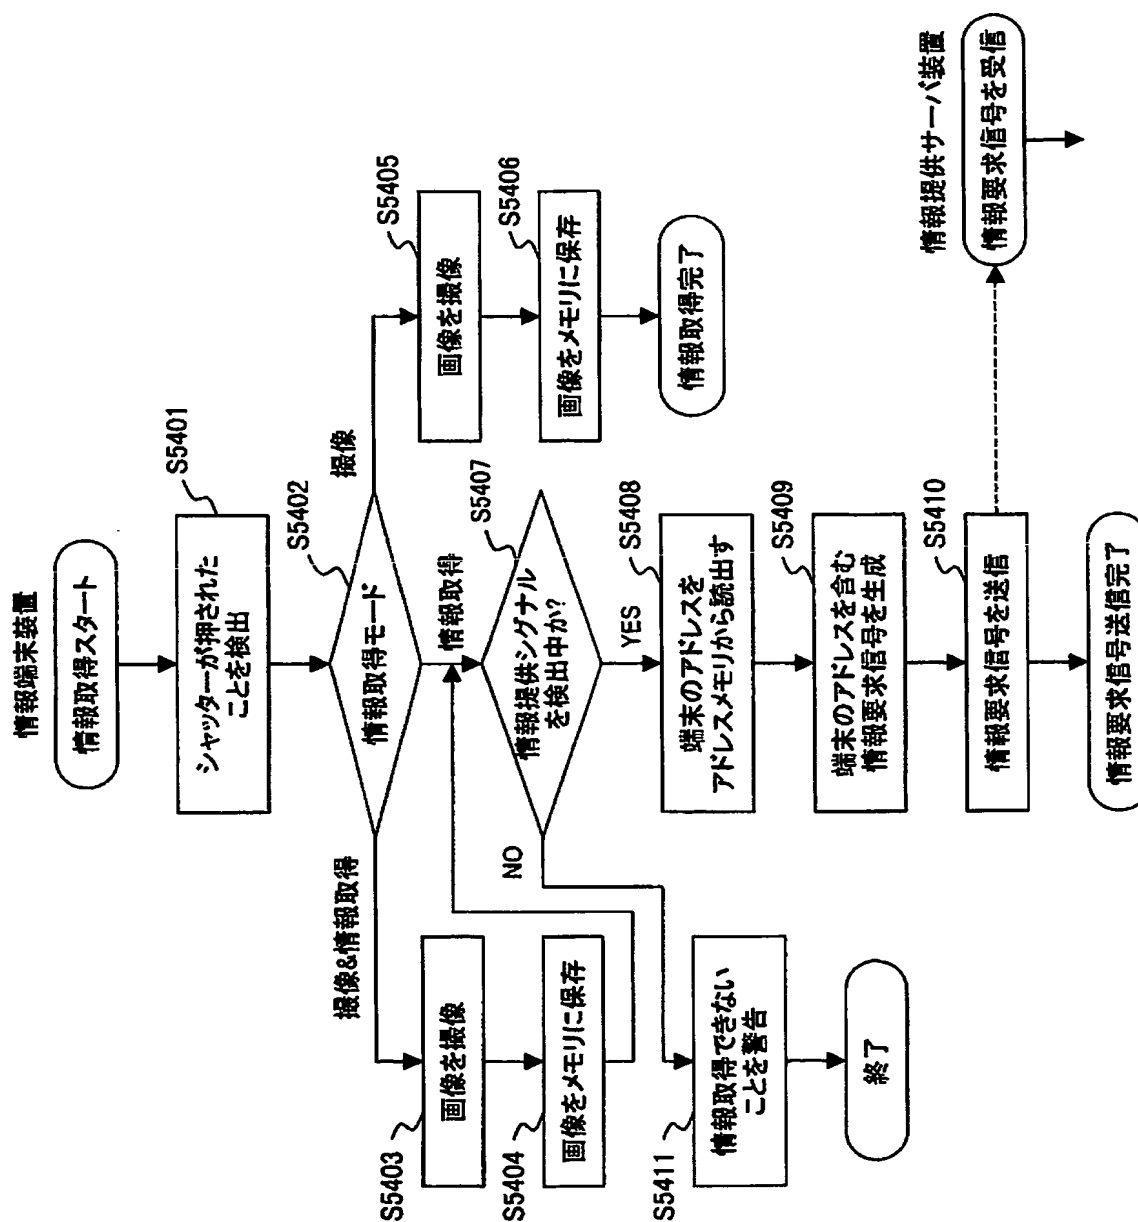 情報端末装置
情報取得スタート
S5401
シャッターが押された
ことを検出
S5402
情報取得モード
撮像&情報取得
情報取得
撮像
S5403
画像を撮像
S5404
画像をメモリに保存
S5405
画像を撮像
S5406
画像をメモリに保存
情報取得完了
S5407
情報提供シグナル
を検出中か?
NO
YES
S5411
情報取得できない
ことを警告
終了
S5408
端末のアドレスを
アドレスメモリから読出す
S5409
端末のアドレスを含む
情報要求信号を生成
S5410
情報要求信号を送信
情報要求信号送信完了
情報提供サーバ装置
情報要求信号を受信